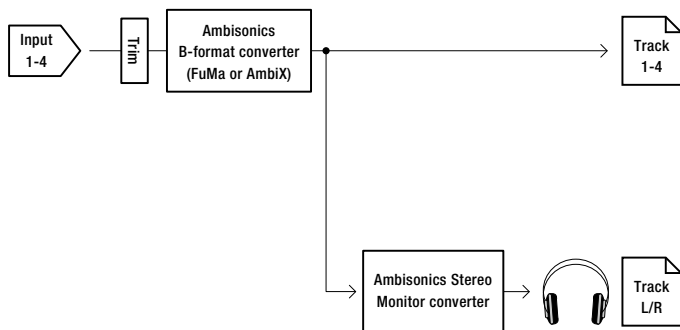 Input
1-4
Trim
Ambisonics
B-format converter
(FuMa or AmbiX)
Track
1-4
Ambisonics Stereo
Monitor converter
Track
L/R